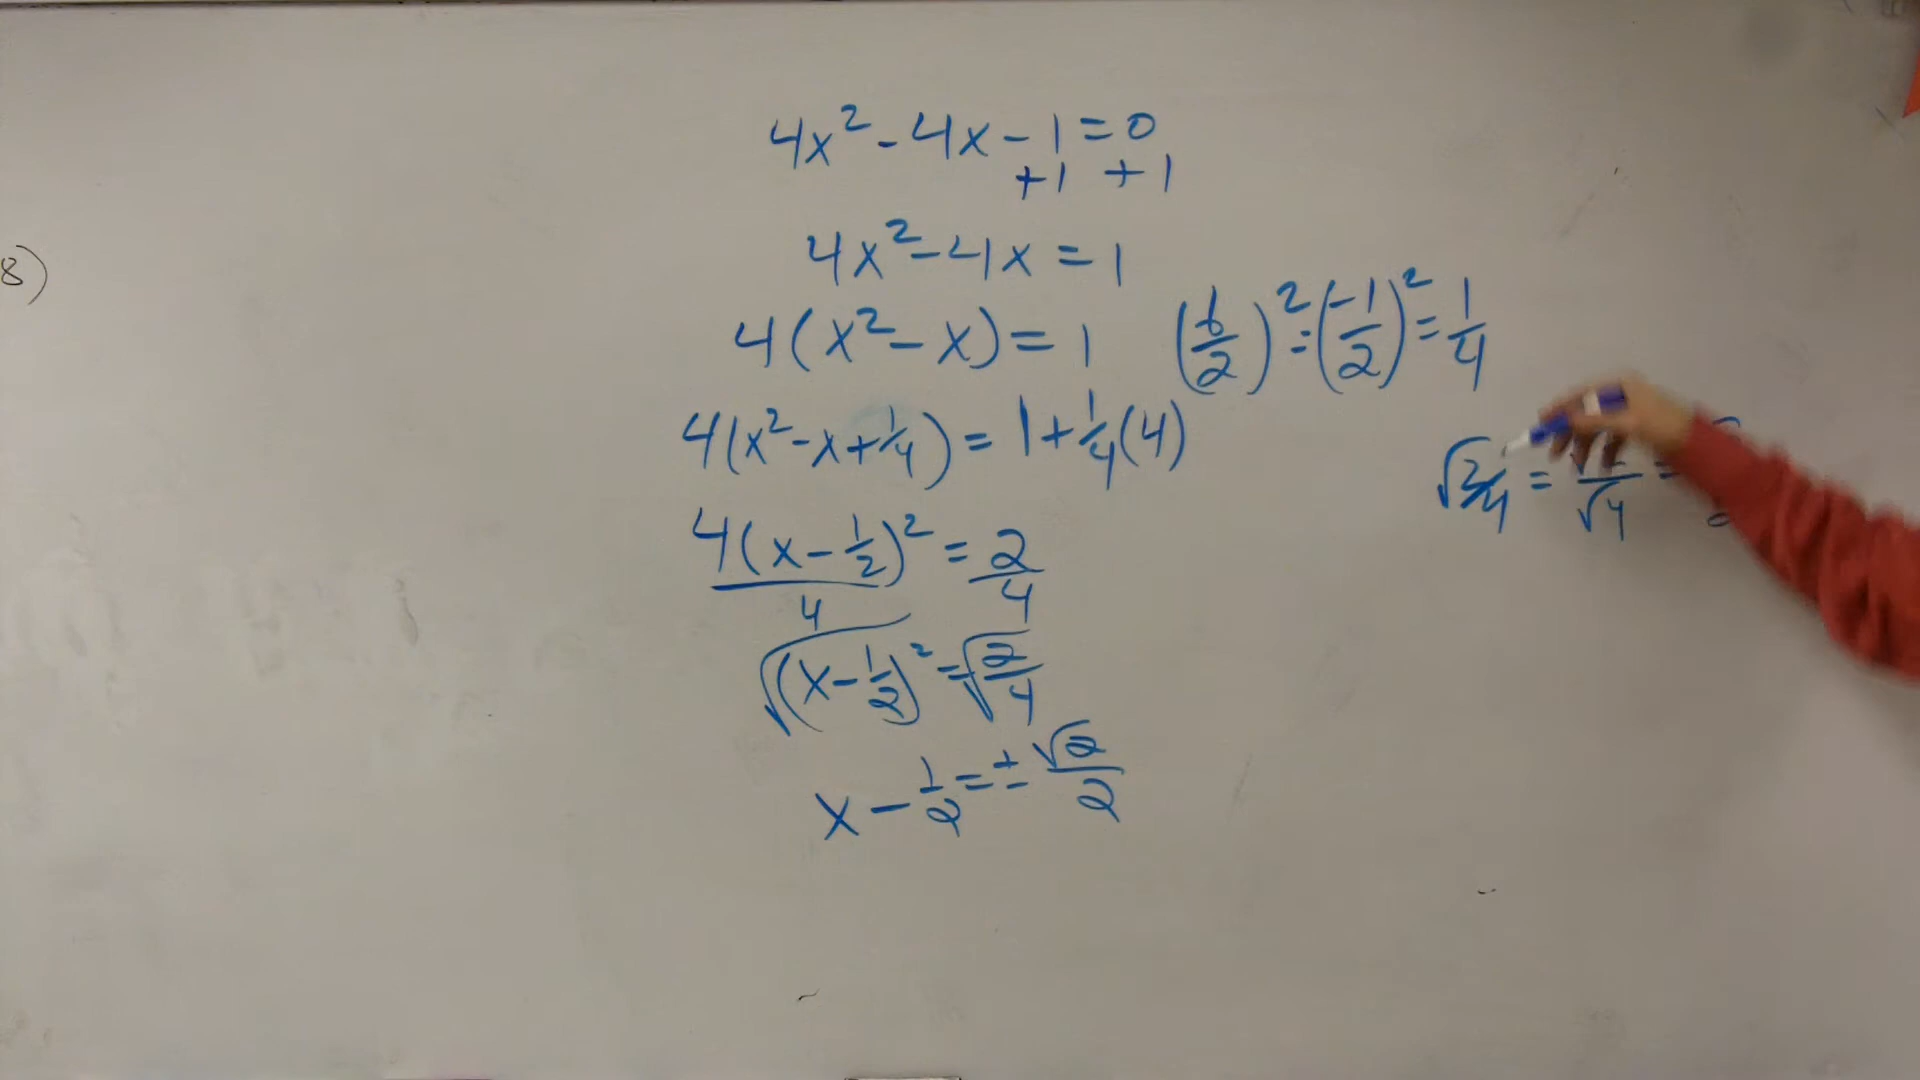 8)
4x² - 4x - 1 = 0
+1 +1
4x² - 4x = 1
4(x² - x) = 1 (b/2)² = (-1/2)² = 1/4
4(x² - x + 1/4) = 1 + 1/4(4)
√2/4 = √4 =
4(x - 1/2)²/4 = 2/4
√(x - 1/2)² = √2/4
x - 1/2 = ± √2/2